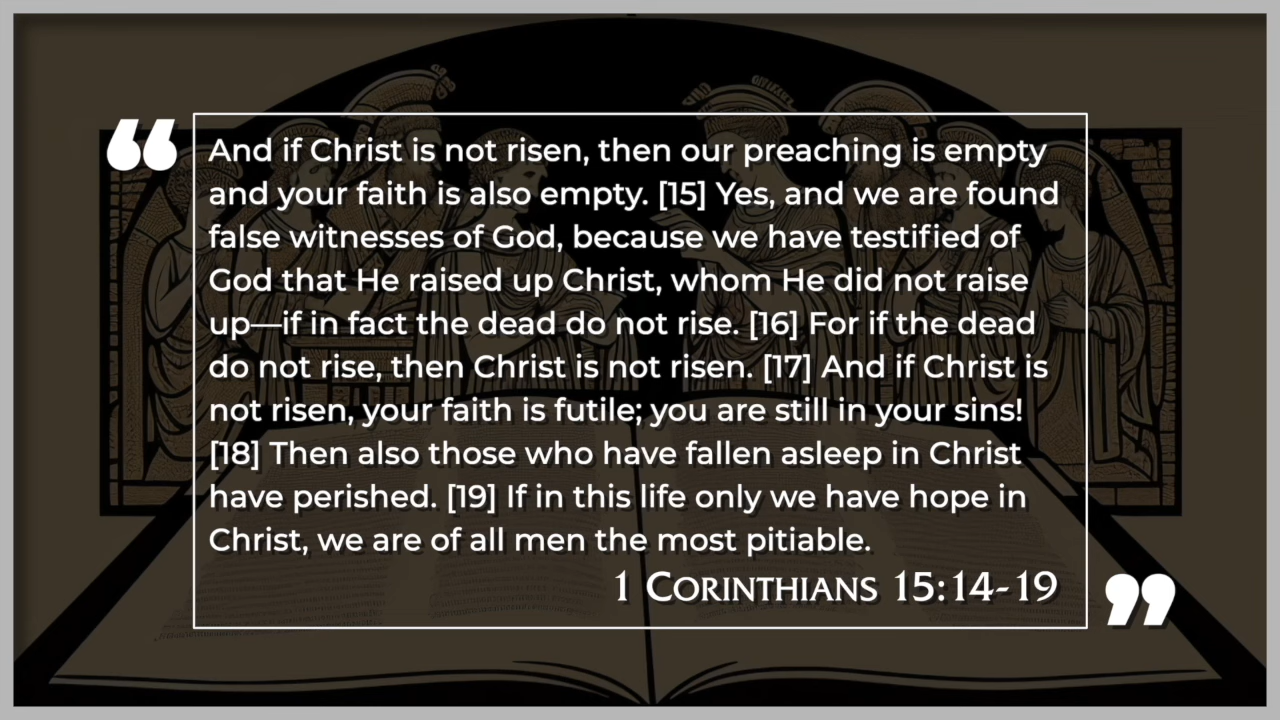 “
And if Christ is not risen, then our preaching is empty
and your faith is also empty. [15] Yes, and we are found
false witnesses of God, because we have testified of
God that He raised up Christ, whom He did not raise
up—if in fact the dead do not rise. [16] For if the dead
do not rise, then Christ is not risen. [17] And if Christ is
not risen, your faith is futile; you are still in your sins!
[18] Then also those who have fallen asleep in Christ
have perished. [19] If in this life only we have hope in
Christ, we are of all men the most pitiable.
1 Corinthians 15:14-19
”